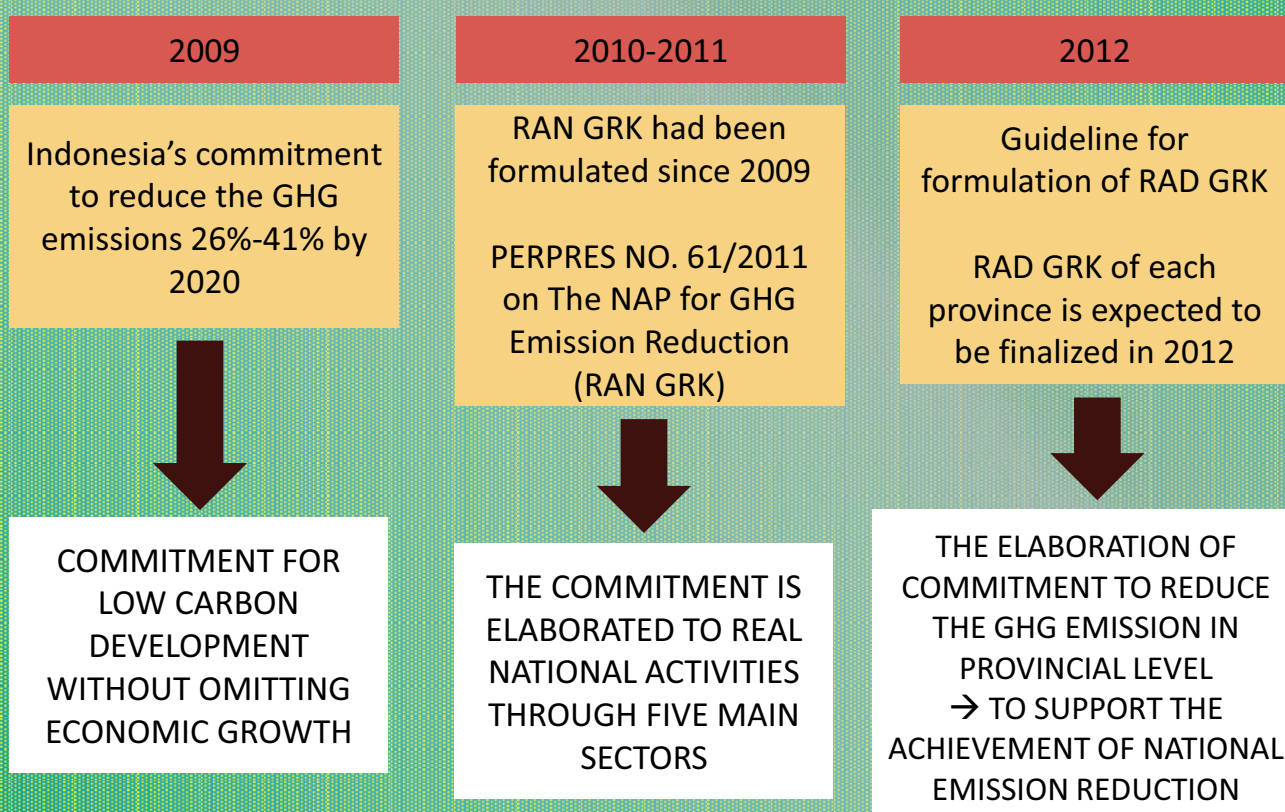 2009
Indonesia’s commitment
to reduce the GHG
emissions 26%-41% by
2020
COMMITMENT FOR
LOW CARBON
DEVELOPMENT
WITHOUT OMITTING
ECONOMIC GROWTH
2010-2011
RAN GRK had been
formulated since 2009
PERPRES NO. 61/2011
on The NAP for GHG
Emission Reduction
(RAN GRK)
THE COMMITMENT IS
ELABORATED TO REAL
NATIONAL ACTIVITIES
THROUGH FIVE MAIN
SECTORS
2012
Guideline for
formulation of RAD GRK
RAD GRK of each
province is expected to
be finalized in 2012
THE ELABORATION OF
COMMITMENT TO REDUCE
THE GHG EMISSION IN
PROVINCIAL LEVEL
→ TO SUPPORT THE
ACHIEVEMENT OF NATIONAL
EMISSION REDUCTION